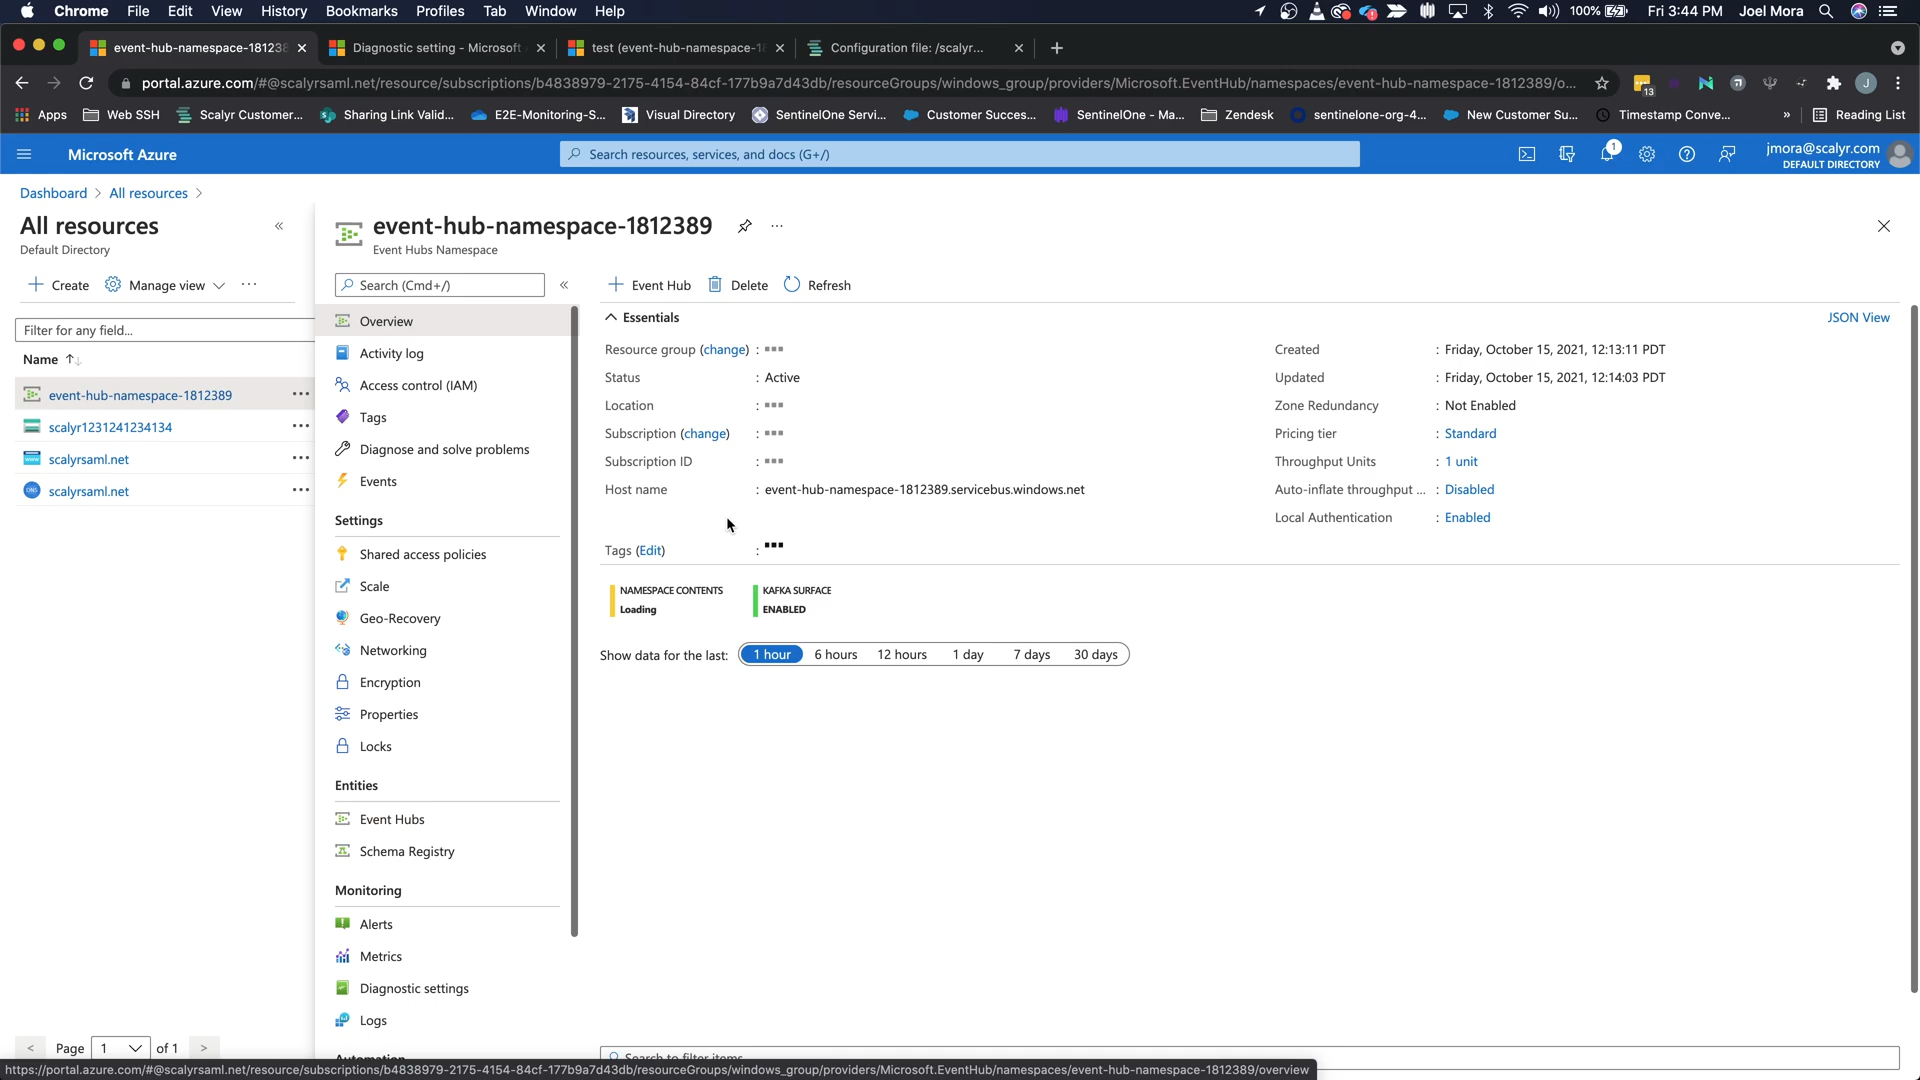 Chrome File Edit View History Bookmarks Profiles Tab Window Help 100% Fri 3:44 PM Joel Mora
event-hub-namespace-18123 Diagnostic setting - Microsoft test (event-hub-namespace-1 Configuration file: /scalyr...
portal.azure.com/#@scalyrsaml.net/resource/subscriptions/b4838979-2175-4154-84cf-177b9a7d43db/resourceGroups/windows_group/providers/Microsoft.EventHub/namespaces/event-hub-namespace-1812389/o... 13 J
Apps Web SSH Scalyr Customer... Sharing Link Valid... E2E-Monitoring-S... Visual Directory SentinelOne Servi... Customer Succes... SentinelOne - Ma... Zendesk sentinelone-org-4... New Customer Su... Timestamp Conve... » Reading List
Microsoft Azure Search resources, services, and docs (G+/) 1 jmora@scalyr.com
DEFAULT DIRECTORY
Dashboard > All resources >
All resources «
Default Directory
+ Create Manage view ...
Filter for any field...
Name ↑↓
event-hub-namespace-1812389 ...
scalyr1231241234134 ...
scalyrsaml.net ...
scalyrsaml.net ...
< Page 1 of 1 >
event-hub-namespace-1812389 ...
Event Hubs Namespace
Search (Cmd+/) «
Overview
Activity log
Access control (IAM)
Tags
Diagnose and solve problems
Events
Settings
Shared access policies
Scale
Geo-Recovery
Networking
Encryption
Properties
Locks
Entities
Event Hubs
Schema Registry
Monitoring
Alerts
Metrics
Diagnostic settings
Logs
Automation
+ Event Hub Delete Refresh
Essentials JSON View
Resource group (change) :
Status : Active
Location :
Subscription (change) :
Subscription ID :
Host name : event-hub-namespace-1812389.servicebus.windows.net
Tags (Edit) :
Created : Friday, October 15, 2021, 12:13:11 PDT
Updated : Friday, October 15, 2021, 12:14:03 PDT
Zone Redundancy : Not Enabled
Pricing tier : Standard
Throughput Units : 1 unit
Auto-inflate throughput ... : Disabled
Local Authentication : Enabled
NAMESPACE CONTENTS
Loading
KAFKA SURFACE
ENABLED
Show data for the last: 1 hour 6 hours 12 hours 1 day 7 days 30 days
Search to filter items
https://portal.azure.com/#@scalyrsaml.net/resource/subscriptions/b4838979-2175-4154-84cf-177b9a7d43db/resourceGroups/windows_group/providers/Microsoft.EventHub/namespaces/event-hub-namespace-1812389/overview